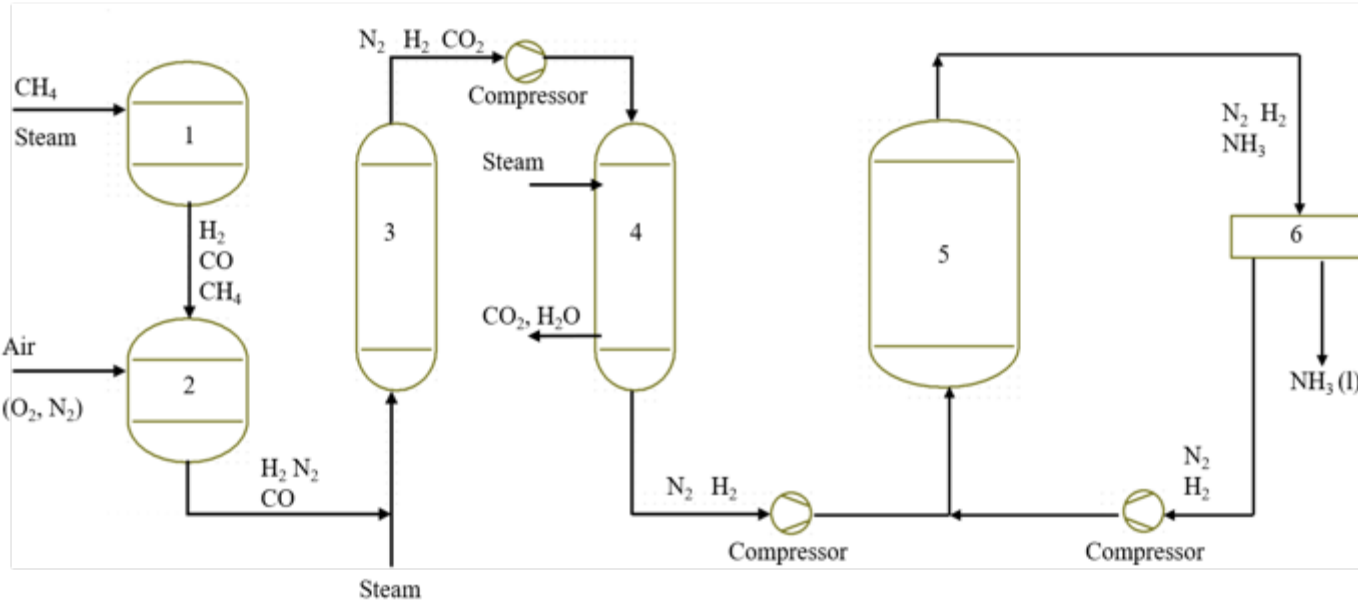 N₂ H₂ CO₂
Compressor
CH₄
Steam
1
H₂
CO
CH₄
Air
(O₂, N₂)
2
H₂ N₂
CO
Steam
3
Steam
4
CO₂, H₂O
N₂ H₂
Compressor
5
N₂ H₂
NH₃
6
NH₃ (l)
N₂
H₂
Compressor